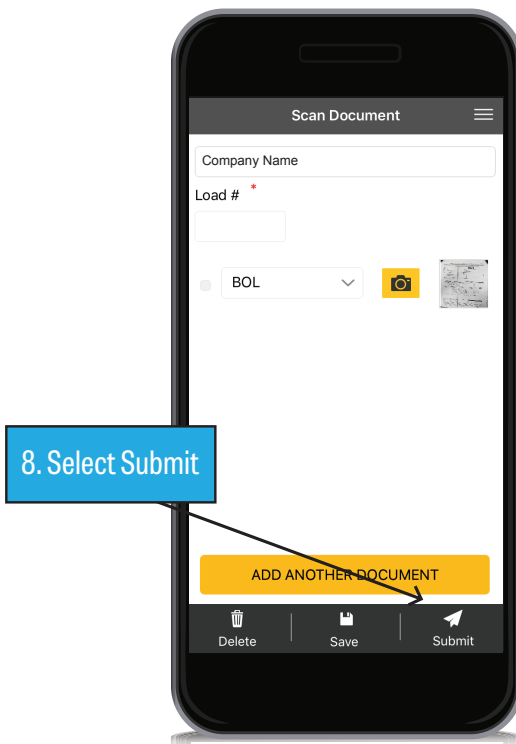 Scan Document
Company Name
Load # *
BOL
8. Select Submit
ADD ANOTHER DOCUMENT
Delete
Save
Submit